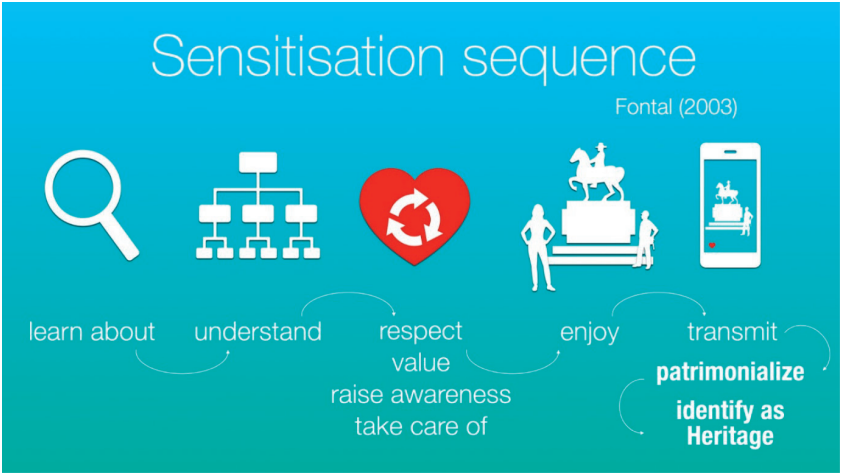 Sensitisation sequence
Fontal (2003)
learn about
understand
respect
value
raise awareness
take care of
enjoy
transmit
patrimonialize
identify as
Heritage